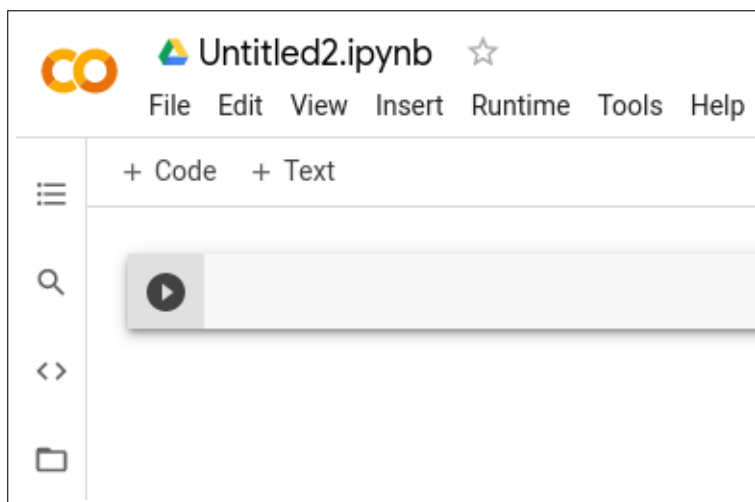 CO Untitled2.ipynb
File Edit View Insert Runtime Tools Help
+ Code + Text